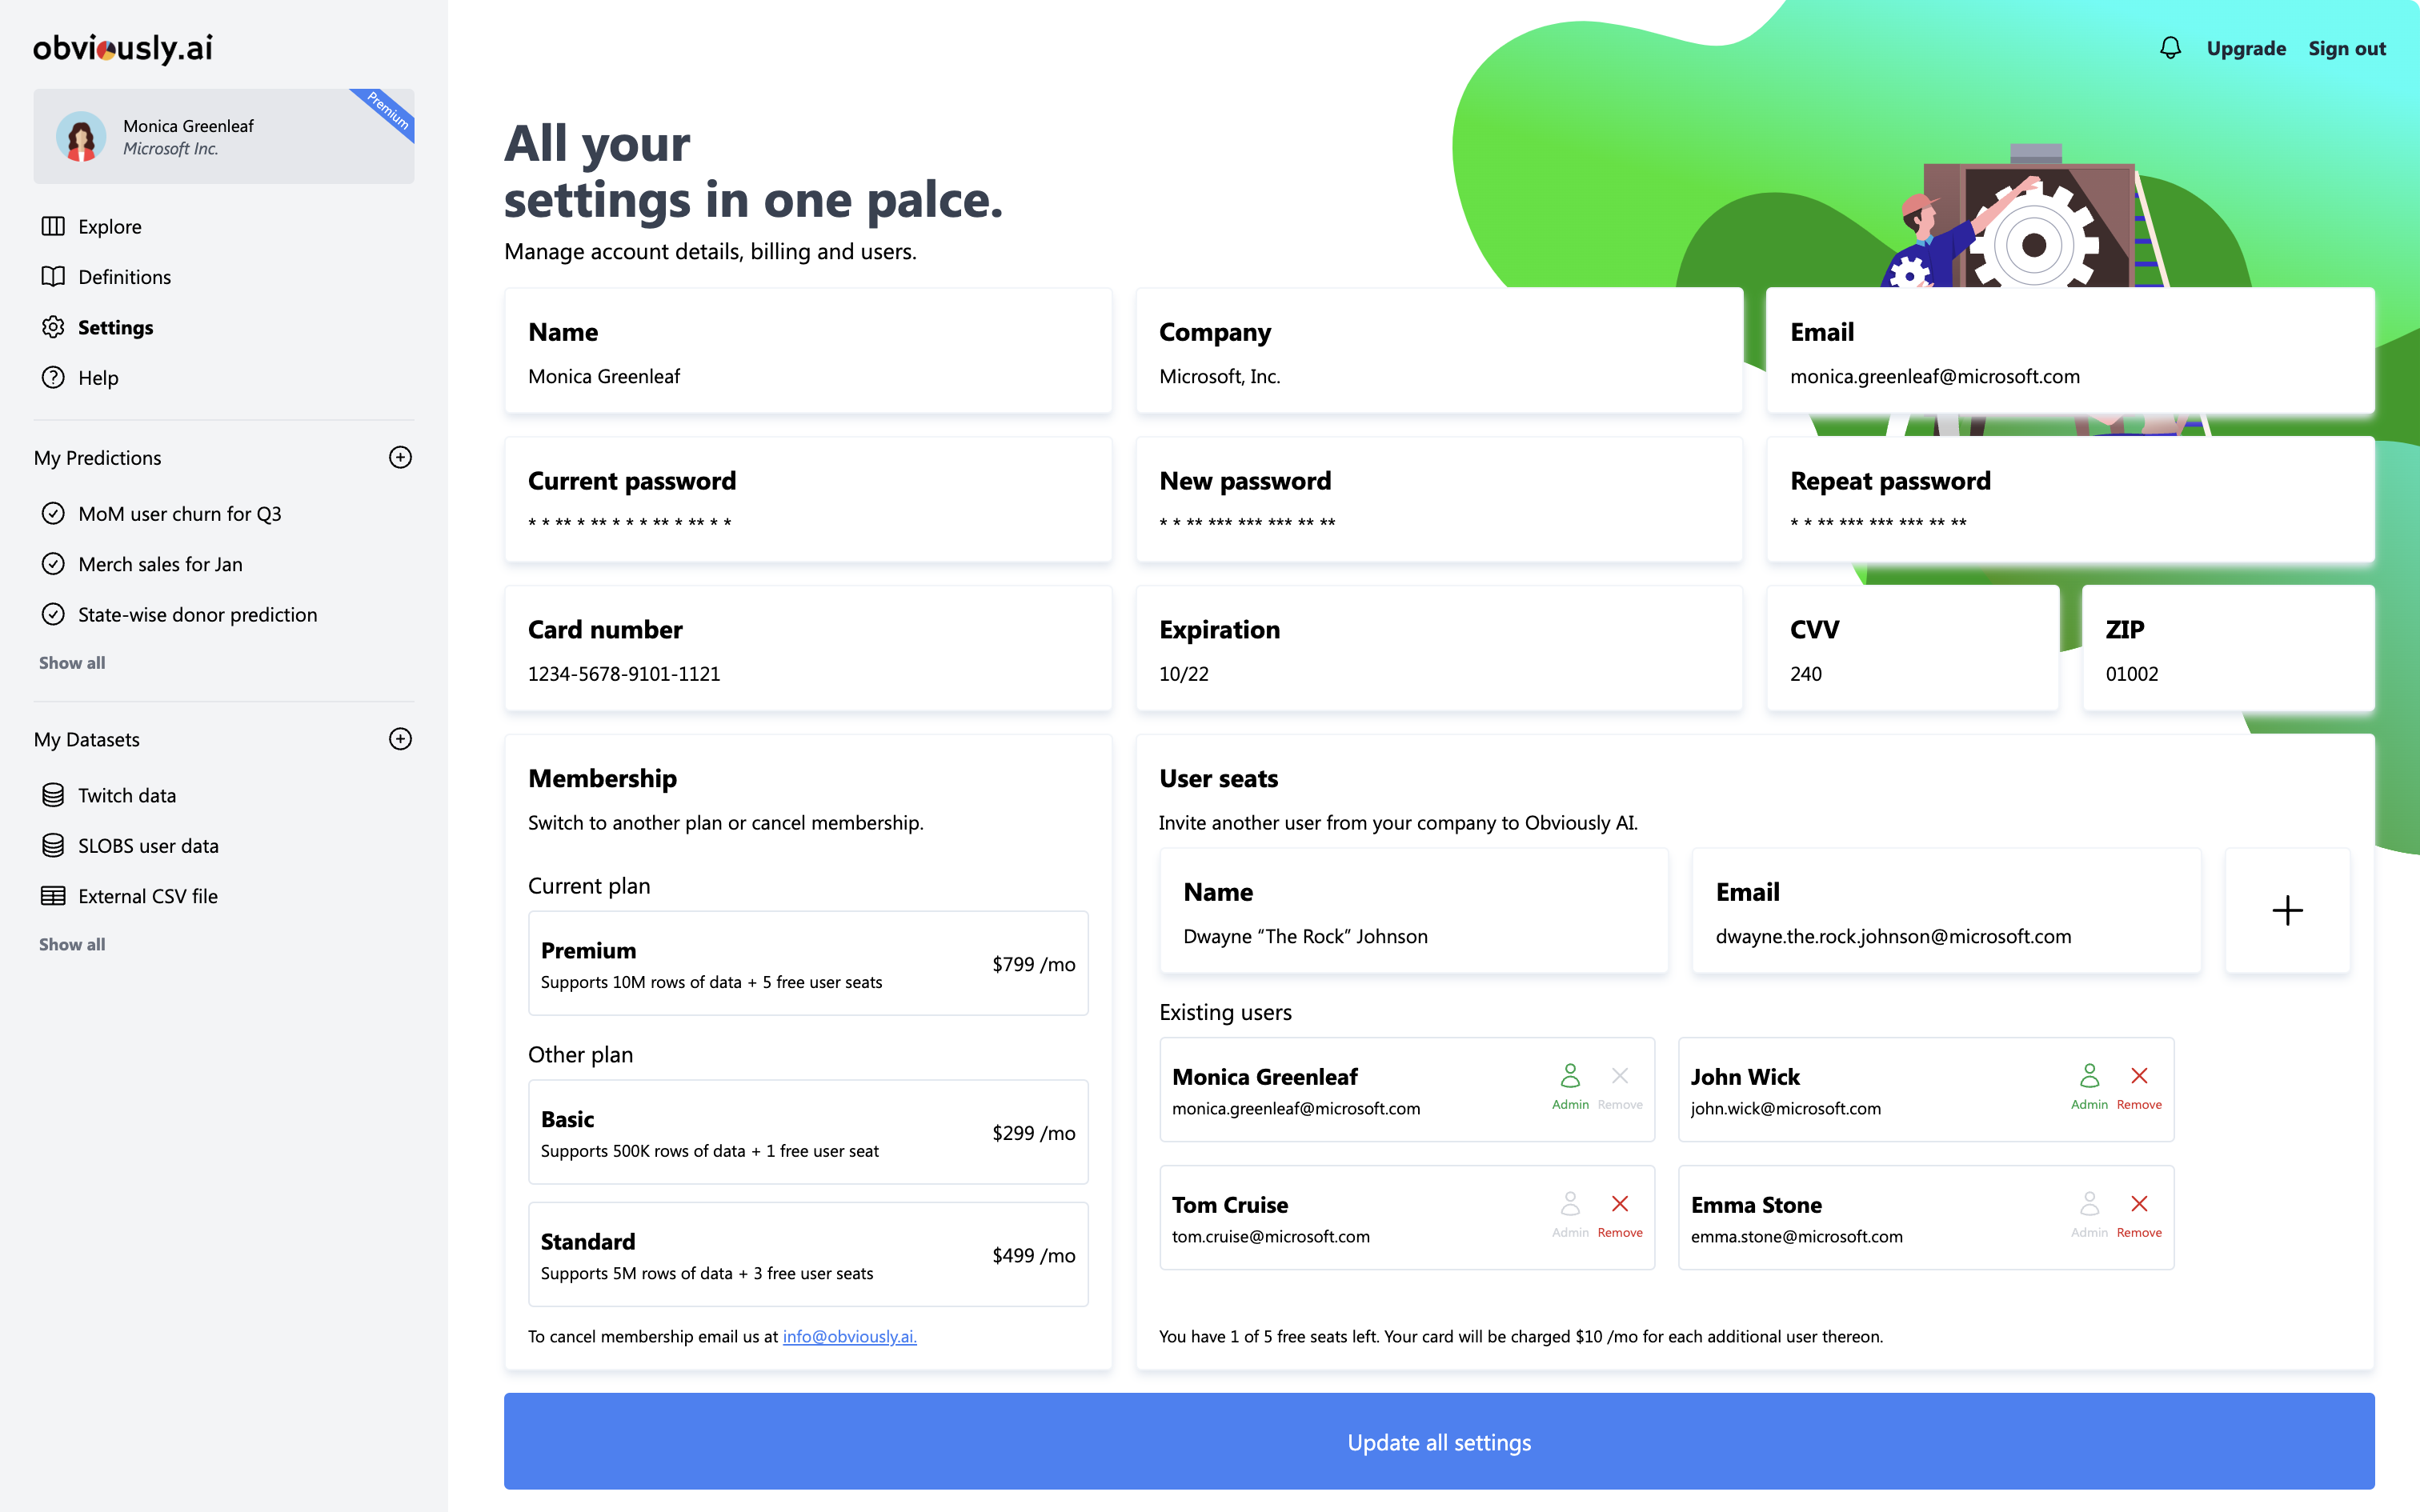 obviously.ai
Monica Greenleaf
Microsoft Inc.
Premium
Explore
Definitions
Settings
Help
My Predictions
MoM user churn for Q3
Merch sales for Jan
State-wise donor prediction
Show all
My Datasets
Twitch data
SLOBS user data
External CSV file
Show all
Upgrade Sign out
All your
settings in one palce.
Manage account details, billing and users.
Name
Monica Greenleaf
Company
Microsoft, Inc.
Email
monica.greenleaf@microsoft.com
Current password
* * ** * ** * * * ** * ** * *
New password
* * ** *** *** *** ** **
Repeat password
* * ** *** *** *** ** **
Card number
1234-5678-9101-1121
Expiration
10/22
CVV
240
ZIP
01002
Membership
Switch to another plan or cancel membership.
Current plan
Premium
Supports 10M rows of data + 5 free user seats
$799 /mo
Other plan
Basic
Supports 500K rows of data + 1 free user seat
$299 /mo
Standard
Supports 5M rows of data + 3 free user seats
$499 /mo
To cancel membership email us at info@obviously.ai.
User seats
Invite another user from your company to Obviously AI.
Name
Dwayne “The Rock” Johnson
Email
dwayne.the.rock.johnson@microsoft.com
Existing users
Monica Greenleaf
monica.greenleaf@microsoft.com
Admin Remove
John Wick
john.wick@microsoft.com
Admin Remove
Tom Cruise
tom.cruise@microsoft.com
Admin Remove
Emma Stone
emma.stone@microsoft.com
Admin Remove
You have 1 of 5 free seats left. Your card will be charged $10 /mo for each additional user thereon.
Update all settings